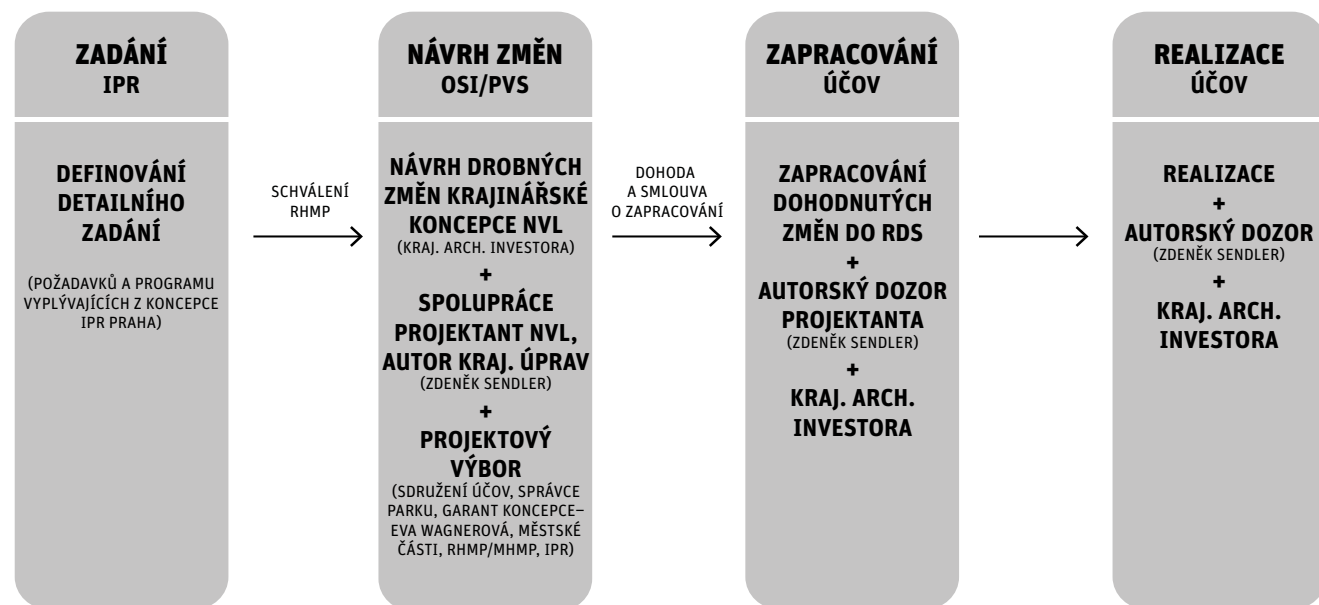 ZADÁNÍ
IPR
DEFINOVÁNÍ
DETAILNÍHO
ZADÁNÍ
(POŽADAVKŮ A PROGRAMU
VYPLÝVAJÍCÍCH Z KONCEPCE
IPR PRAHA)
SCHVÁLENÍ
RHMP
NÁVRH ZMĚN
OSI/PVS
NÁVRH DROBNÝCH
ZMĚN KRAJINÁŘSKÉ
KONCEPCE NVL
(KRAJ. ARCH. INVESTORA)
+
SPOLUPRÁCE
PROJEKTANT NVL,
AUTOR KRAJ. ÚPRAV
(ZDENĚK SENDLER)
+
PROJEKTOVÝ
VÝBOR
(SDRUŽENÍ ÚČOV, SPRÁVCE
PARKU, GARANT KONCEPCE–
EVA WAGNEROVÁ, MĚSTSKÉ
ČÁSTI, RHMP/MHMP, IPR)
DOHODA
A SMLOUVA
O ZAPRACOVÁNÍ
ZAPRACOVÁNÍ
ÚČOV
ZAPRACOVÁNÍ
DOHODNUTÝCH
ZMĚN DO RDS
+
AUTORSKÝ DOZOR
PROJEKTANTA
(ZDENĚK SENDLER)
+
KRAJ. ARCH.
INVESTORA
REALIZACE
ÚČOV
REALIZACE
+
AUTORSKÝ DOZOR
(ZDENĚK SENDLER)
+
KRAJ. ARCH.
INVESTORA